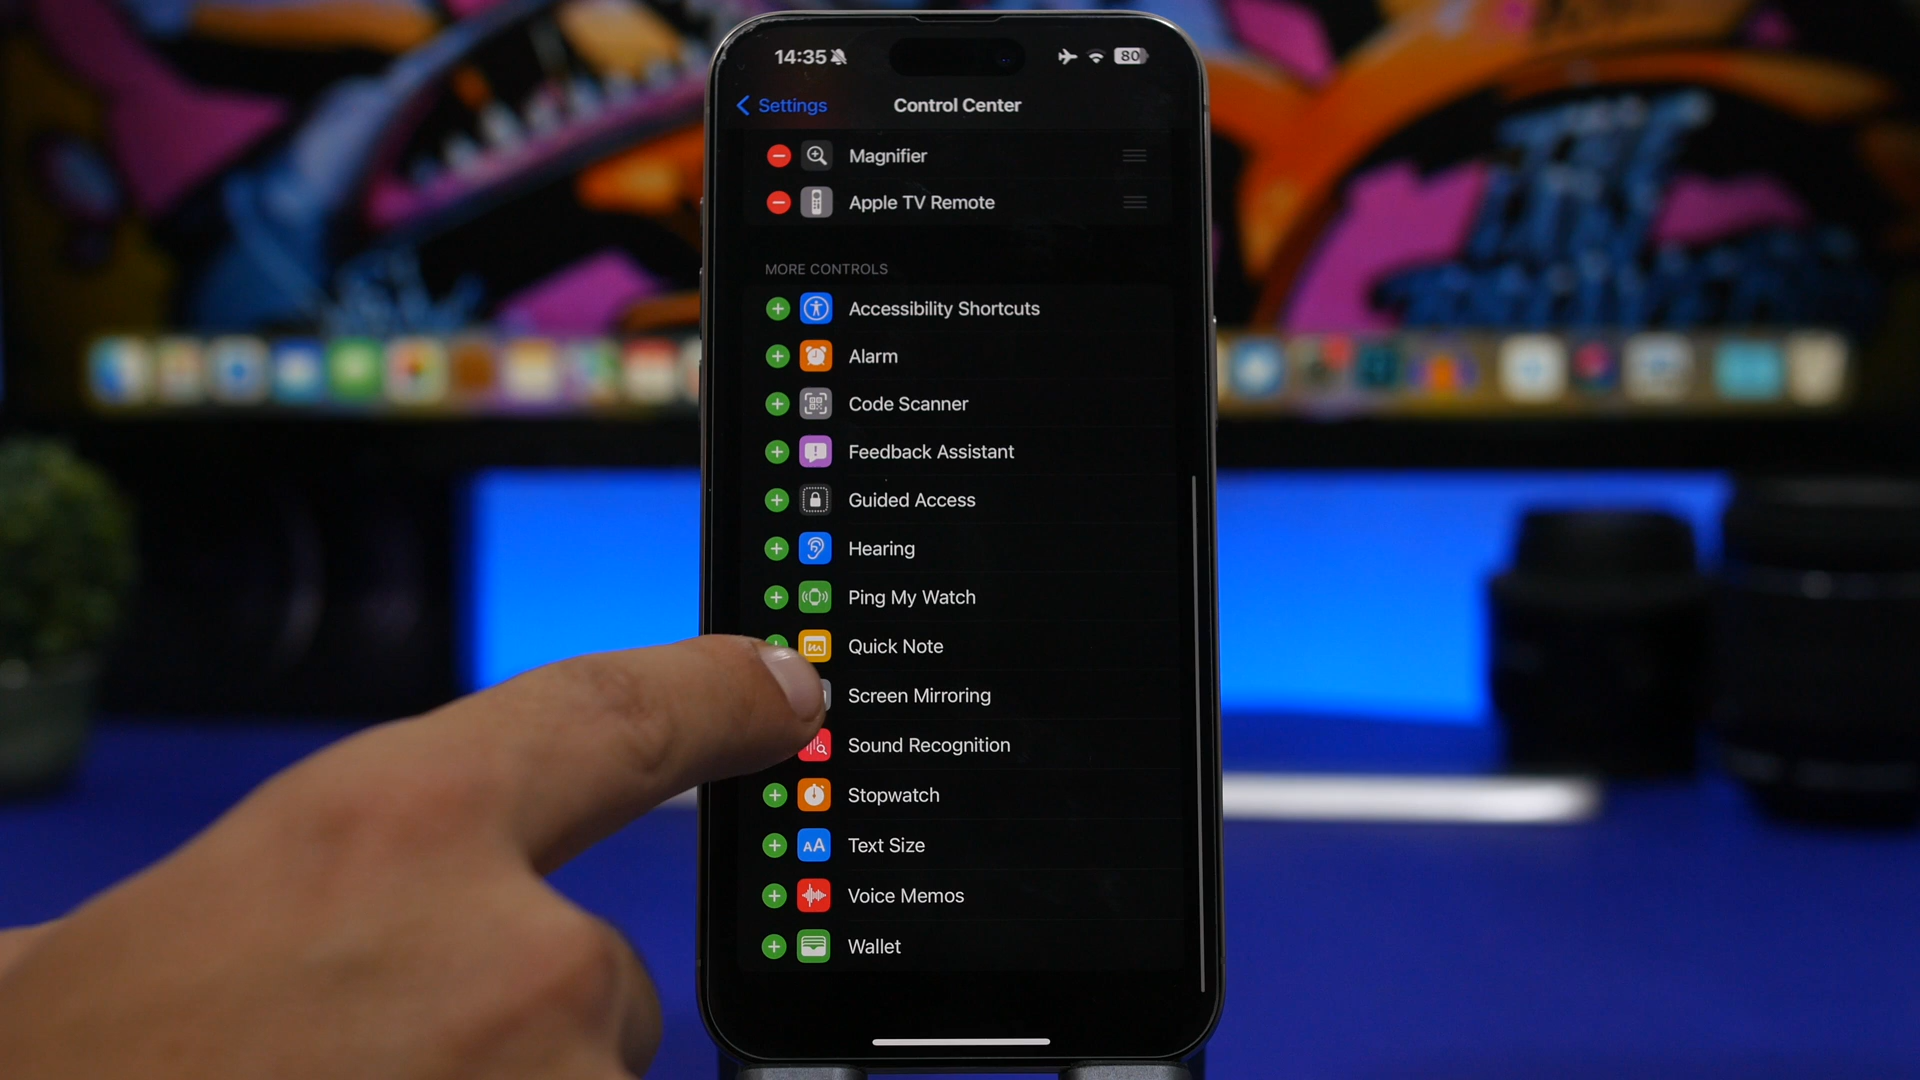 14:35
80
Settings
Control Center
Magnifier
Apple TV Remote
MORE CONTROLS
Accessibility Shortcuts
Alarm
Code Scanner
Feedback Assistant
Guided Access
Hearing
Ping My Watch
Quick Note
Screen Mirroring
Sound Recognition
Stopwatch
AA Text Size
Voice Memos
Wallet